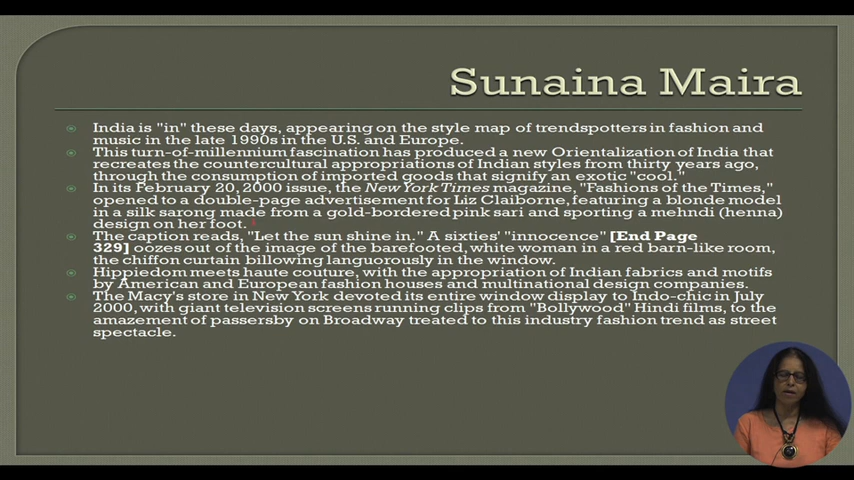 Sunaina Maira
India is "in" these days, appearing on the style map of trendspotters in fashion and
music in the late 1990s in the U.S. and Europe.
This turn-of-millennium fascination has produced a new Orientalization of India that
recreates the countercultural appropriations of Indian styles from thirty years ago,
through the consumption of imported goods that signify an exotic "cool."
In its February 20, 2000 issue, the New York Times magazine, "Fashions of the Times,"
opened to a double-page advertisement for Liz Claiborne, featuring a blonde model
in a silk sarong made from a gold-bordered pink sari and sporting a mehndi (henna)
design on her foot.
The caption reads, "Let the sun shine in." A sixties' "innocence" [End Page
329] oozes out of the image of the barefooted, white woman in a red barn-like room,
the chiffon curtain billowing languorously in the window.
Hippiedom meets haute couture, with the appropriation of Indian fabrics and motifs
by American and European fashion houses and multinational design companies.
The Macy's store in New York devoted its entire window display to Indo-chic in July
2000, with giant television screens running clips from "Bollywood" Hindi films, to the
amazement of passersby on Broadway treated to this industry fashion trend as street
spectacle.